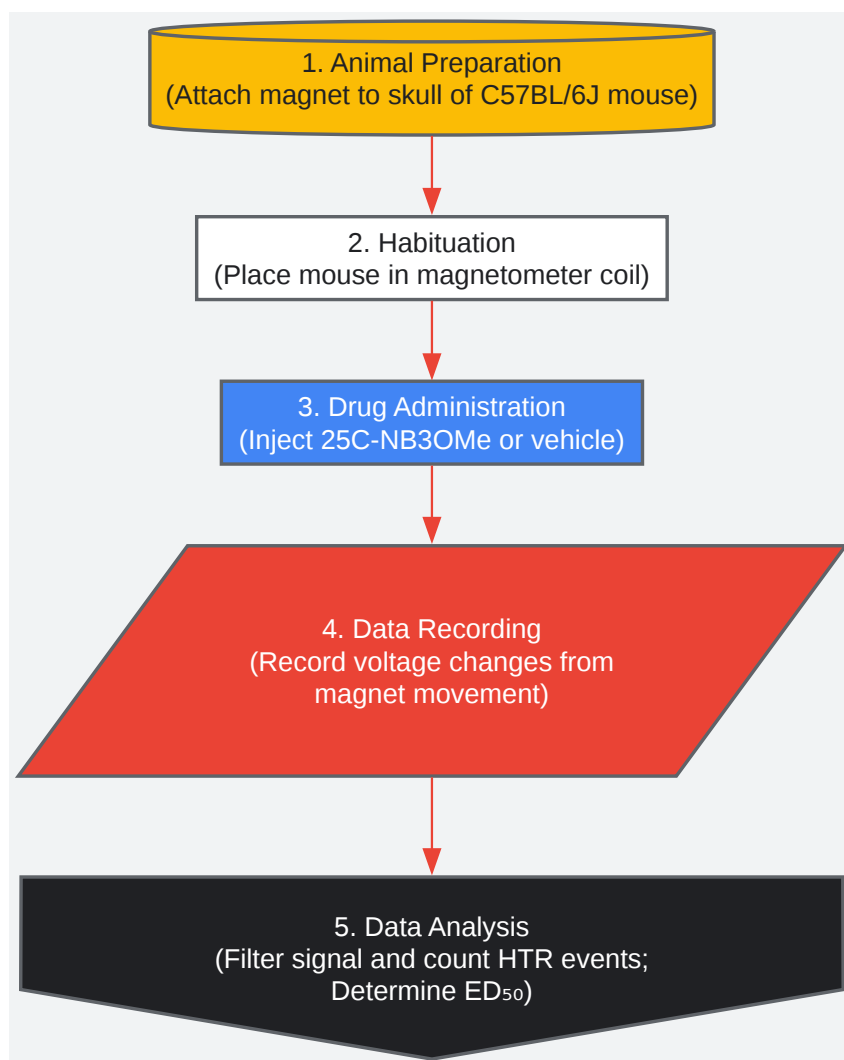 1. Animal Preparation
(Attach magnet to skull of C57BL/6J mouse)
2. Habituation
(Place mouse in magnetometer coil)
3. Drug Administration
(Inject 25C-NB3OMe or vehicle)
4. Data Recording
(Record voltage changes from
magnet movement)
5. Data Analysis
(Filter signal and count HTR events;
Determine ED₅₀)